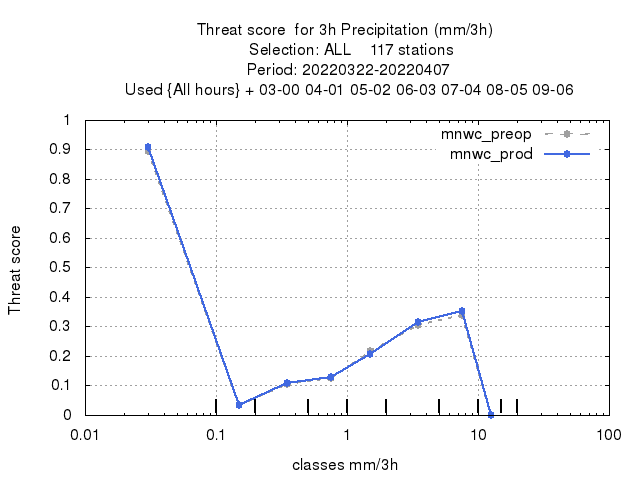 Threat score  for 3h Precipitation (mm/3h)
Selection: ALL    117 stations
Period: 20220322-20220407
Used {All hours} + 03-00 04-01 05-02 06-03 07-04 08-05 09-06
mnwc_preop
mnwc_prod
Threat score
1
0.9
0.8
0.7
0.6
0.5
0.4
0.3
0.2
0.1
0
0.01
0.1
1
10
100
classes mm/3h